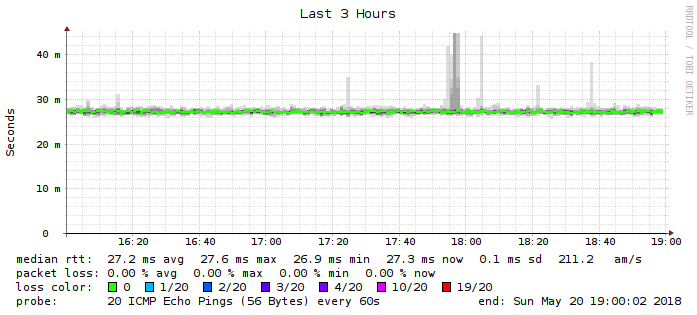 Last 3 Hours
RRDTOOL / TOBI OETIKER
Seconds
40 m
30 m
20 m
10 m
0
16:20 16:40 17:00 17:20 17:40 18:00 18:20 18:40 19:00
median rtt: 27.2 ms avg 27.6 ms max 26.9 ms min 27.3 ms now 0.1 ms sd 211.2 am/s
packet loss: 0.00 % avg 0.00 % max 0.00 % min 0.00 % now
loss color: 0 1/20 2/20 3/20 4/20 10/20 19/20
probe: 20 ICMP Echo Pings (56 Bytes) every 60s end: Sun May 20 19:00:02 2018